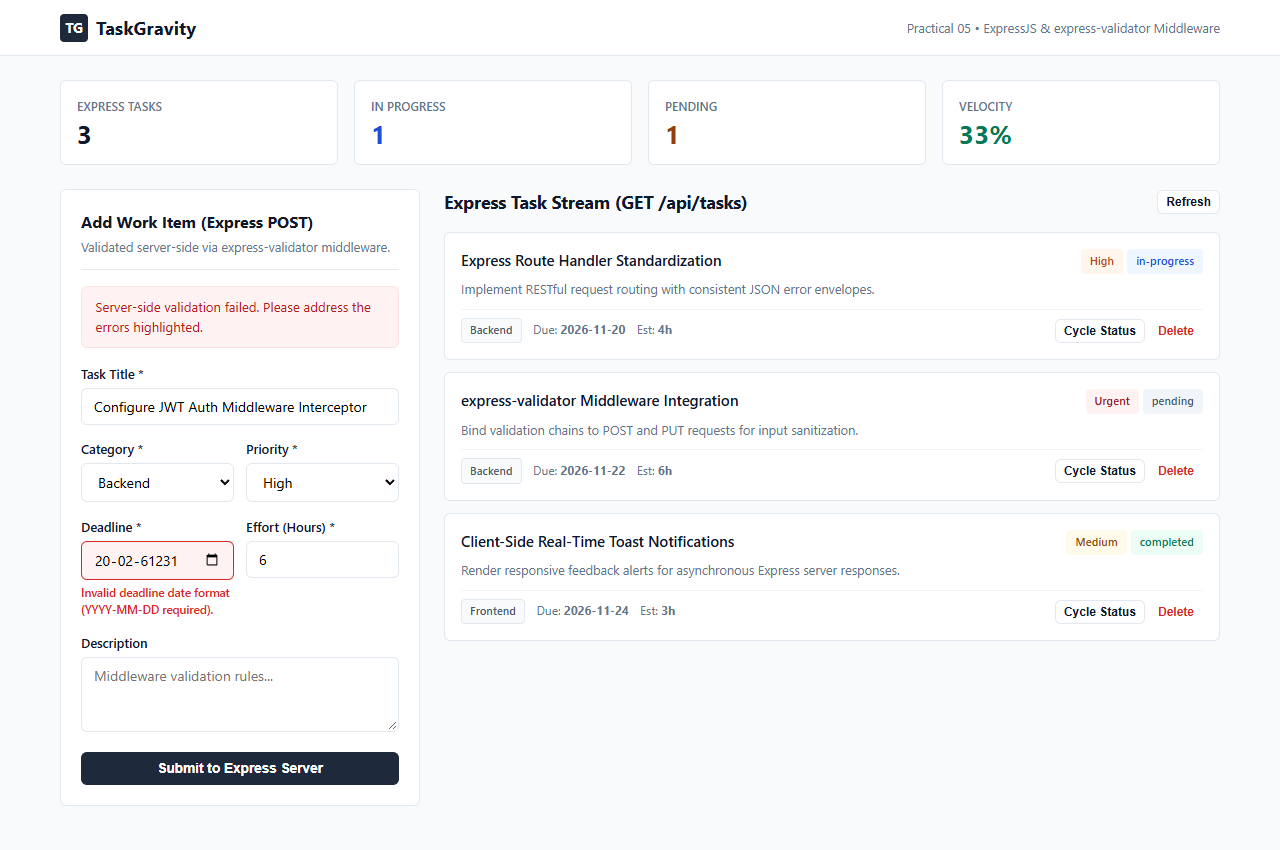 TG TaskGravity
Practical 05 • ExpressJS & express-validator Middleware
EXPRESS TASKS
3
IN PROGRESS
1
PENDING
1
VELOCITY
33%
Add Work Item (Express POST)
Validated server-side via express-validator middleware.
Server-side validation failed. Please address the
errors highlighted.
Task Title *
Configure JWT Auth Middleware Interceptor
Category *
Priority *
Backend
High
Deadline *
Effort (Hours) *
20-02-61231
6
Invalid deadline date format
(YYYY-MM-DD required).
Description
Middleware validation rules...
Submit to Express Server
Express Task Stream (GET /api/tasks)
Refresh
Express Route Handler Standardization
High
in-progress
Implement RESTful request routing with consistent JSON error envelopes.
Backend
Due: 2026-11-20
Est: 4h
Cycle Status
Delete
express-validator Middleware Integration
Urgent
pending
Bind validation chains to POST and PUT requests for input sanitization.
Backend
Due: 2026-11-22
Est: 6h
Cycle Status
Delete
Client-Side Real-Time Toast Notifications
Medium
completed
Render responsive feedback alerts for asynchronous Express server responses.
Frontend
Due: 2026-11-24
Est: 3h
Cycle Status
Delete